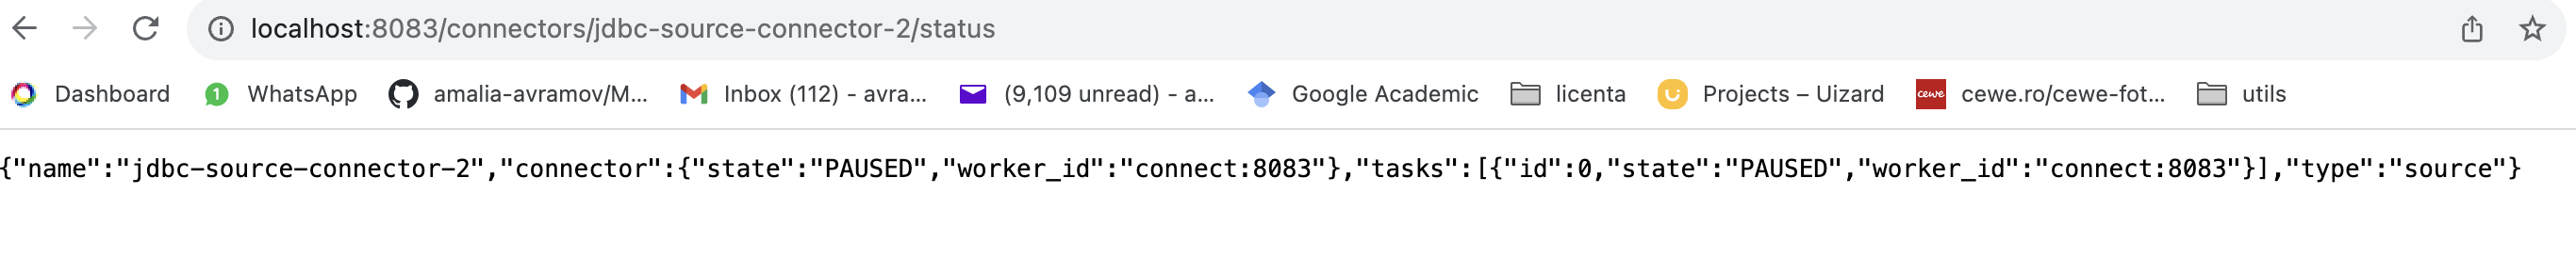 localhost:8083/connectors/jdbc-source-connector-2/status
Dashboard 1 WhatsApp amalia-avramov/M... Inbox (112) - avra... (9,109 unread) - a... Google Academic licenta Projects – Uizard cewe cewe.ro/cewe-fot... utils
{"name":"jdbc-source-connector-2","connector":{"state":"PAUSED","worker_id":"connect:8083"},"tasks":[{"id":0,"state":"PAUSED","worker_id":"connect:8083"}],"type":"source"}